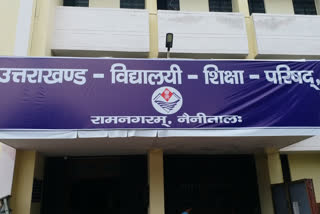 उत्तराखण्ड - विद्यालयी - शिक्षा - परिषद्,
रामनगरम्, नैनीतालः